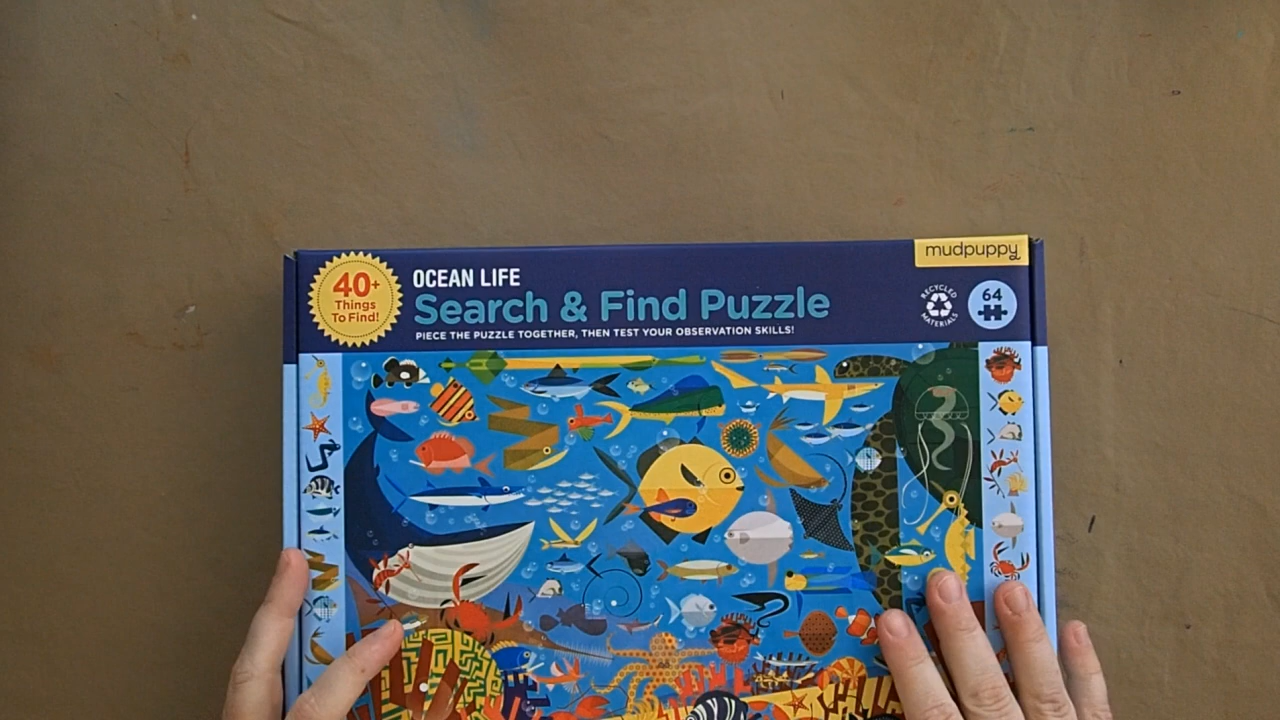 mudpuppy
40+
Things
To Find!
OCEAN LIFE
Search & Find Puzzle
PIECE THE PUZZLE TOGETHER, THEN TEST YOUR OBSERVATION SKILLS!
RECYCLED
MATERIALS
64